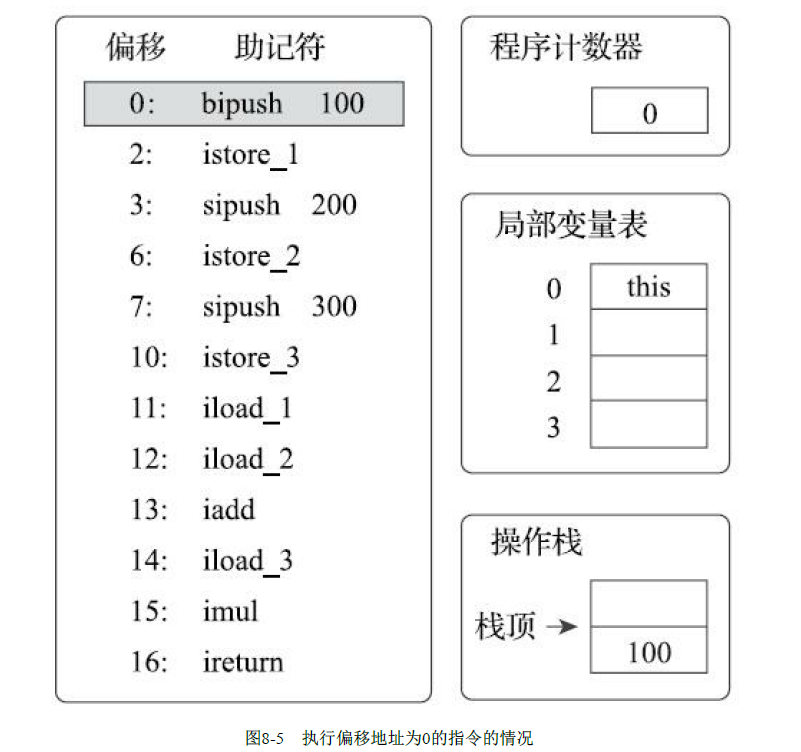 偏移 助记符
0: bipush 100
2: istore_1
3: sipush 200
6: istore_2
7: sipush 300
10: istore_3
11: iload_1
12: iload_2
13: iadd
14: iload_3
15: imul
16: ireturn
程序计数器
0
局部变量表
0 this
1
2
3
操作栈
栈顶
100
图8-5 执行偏移地址为0的指令的情况